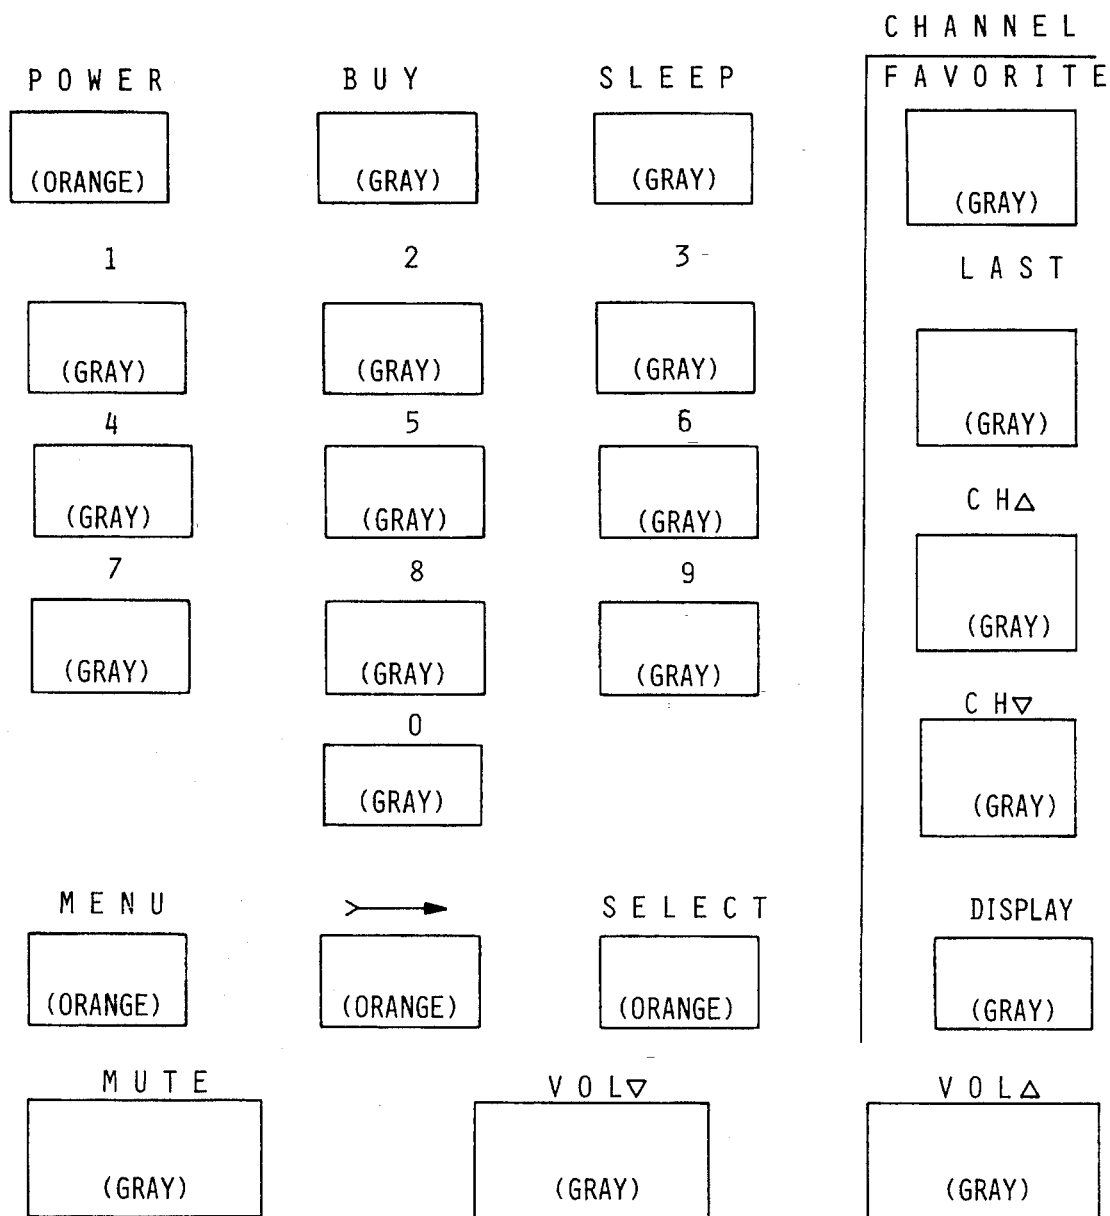 CHANNEL
POWER BUY SLEEP FAVORITE
(ORANGE) (GRAY) (GRAY) (GRAY)
1 2 3 LAST
(GRAY) (GRAY) (GRAY) (GRAY)
4 5 6
(GRAY) (GRAY) (GRAY)
CH△
7 8 9
(GRAY) (GRAY) (GRAY) (GRAY)
0 CH▽
(GRAY) (GRAY)
MENU >→ SELECT DISPLAY
(ORANGE) (ORANGE) (ORANGE) (GRAY)
MUTE VOL▽ VOL△
(GRAY) (GRAY) (GRAY)